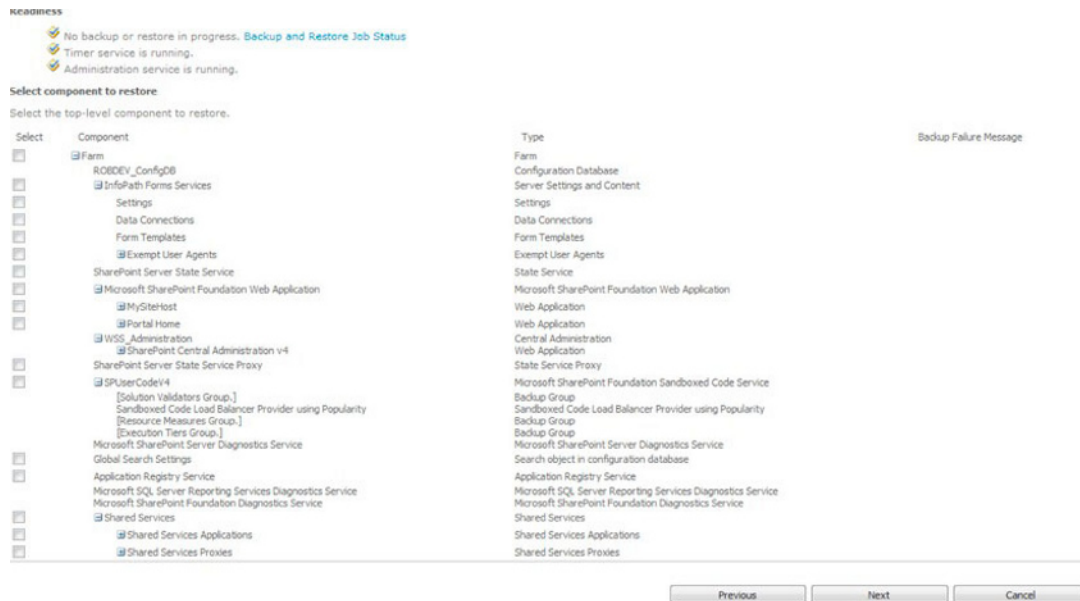 Readiness
No backup or restore in progress. Backup and Restore Job Status
Timer service is running.
Administration service is running.
Select component to restore
Select the top-level component to restore.
Select Component Type Backup Failure Message
Farm Farm
ROBDEV_ConfigDB Configuration Database
InfoPath Forms Services Server Settings and Content
Settings Settings
Data Connections Data Connections
Form Templates Form Templates
Exempt User Agents Exempt User Agents
SharePoint Server State Service State Service
Microsoft SharePoint Foundation Web Application Microsoft SharePoint Foundation Web Application
MySiteHost Web Application
Portal Home Web Application
WSS_Administration Central Administration
SharePoint Central Administration v4 Web Application
SharePoint Server State Service Proxy State Service Proxy
SPUserCodeV4 Microsoft SharePoint Foundation Sandboxed Code Service
[Solution Validators Group.] Backup Group
Sandboxed Code Load Balancer Provider using Popularity Sandboxed Code Load Balancer Provider using Popularity
[Resource Measures Group.] Backup Group
[Execution Tiers Group.] Backup Group
Microsoft SharePoint Server Diagnostics Service Microsoft SharePoint Server Diagnostics Service
Global Search Settings Search object in configuration database
Application Registry Service Application Registry Service
Microsoft SQL Server Reporting Services Diagnostics Service Microsoft SQL Server Reporting Services Diagnostics Service
Microsoft SharePoint Foundation Diagnostics Service Microsoft SharePoint Foundation Diagnostics Service
Shared Services Shared Services
Shared Services Applications Shared Services Applications
Shared Services Proxies Shared Services Proxies
Previous Next Cancel